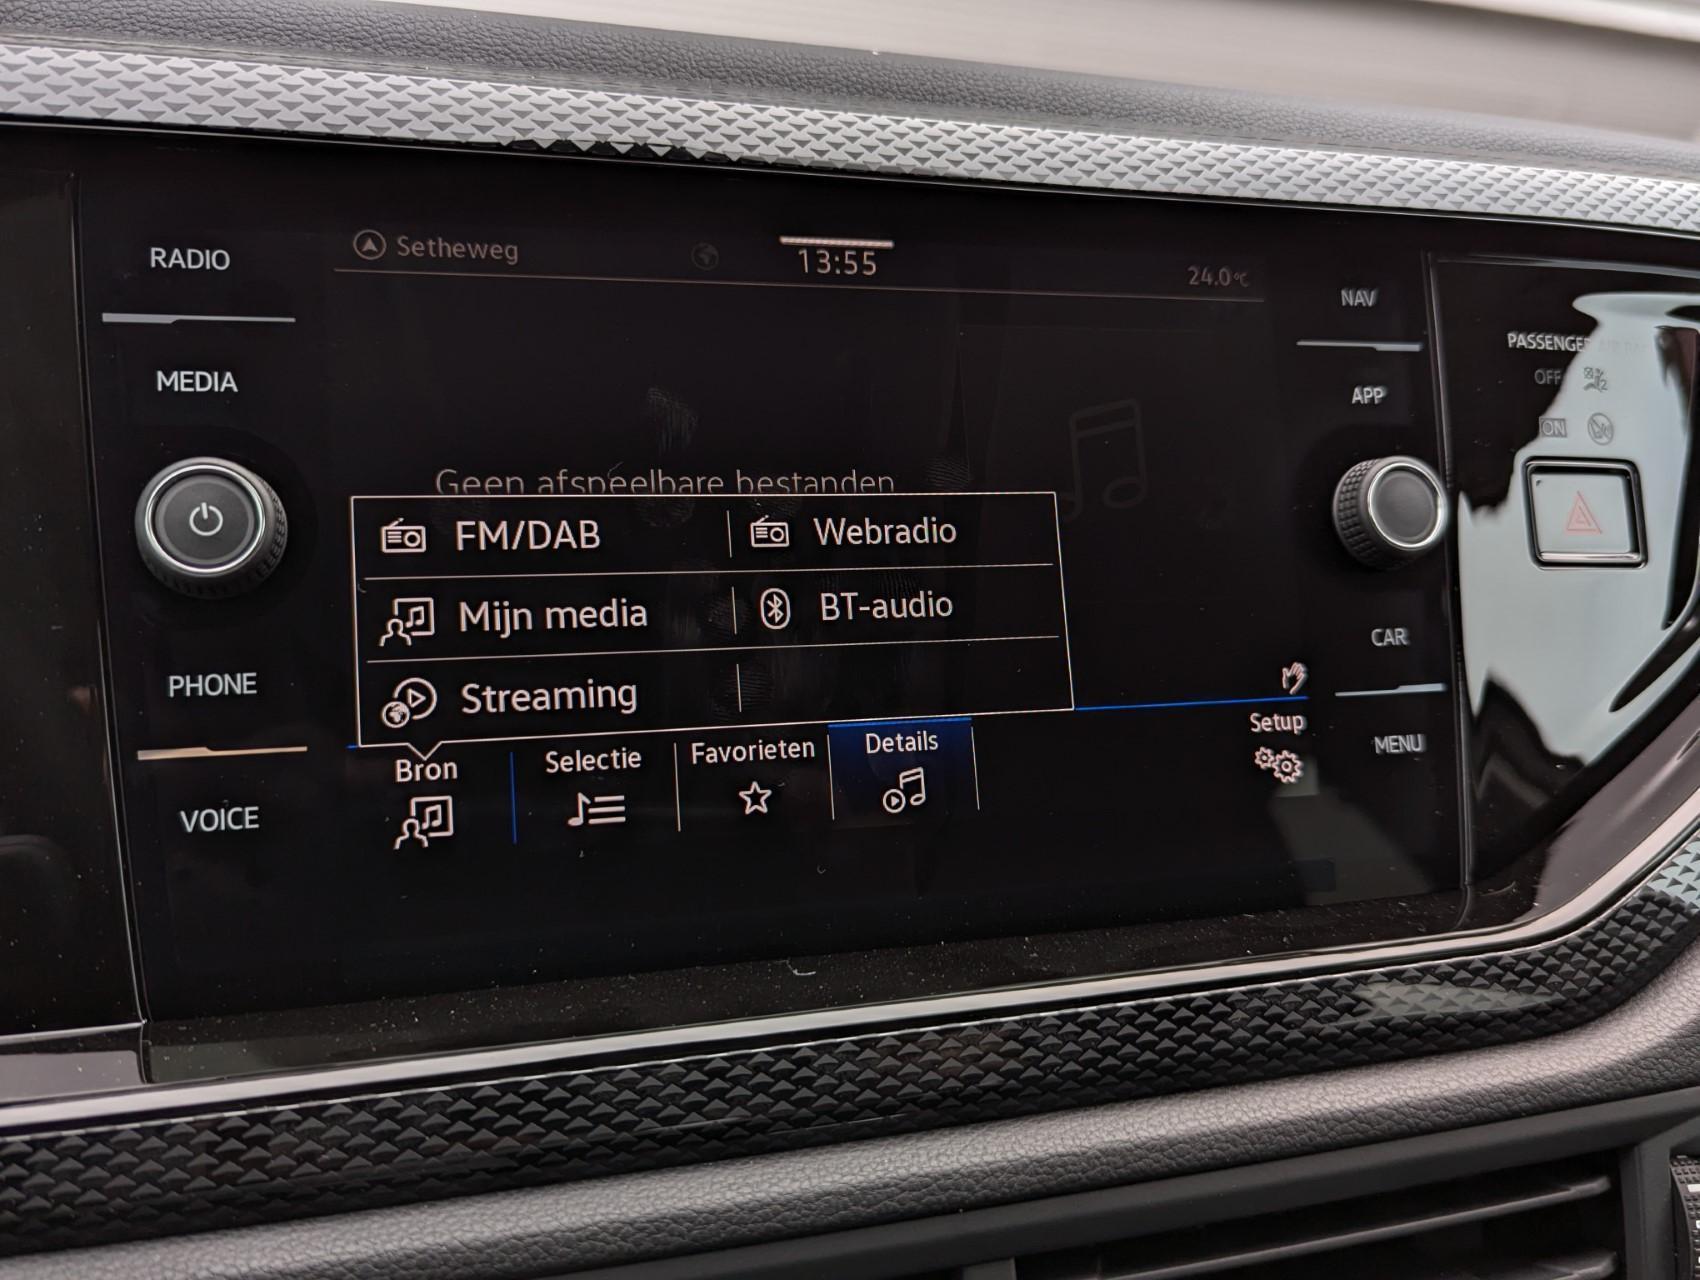 RADIO
MEDIA
PHONE
VOICE
Setheweg
13:55
24.0°C
Geen afspeelbare bestanden
FM/DAB
Webradio
Mijn media
BT-audio
Streaming
Bron
Selectie
Favorieten
Details
Setup
NAV
APP
CAR
MENU
PASSENGER
OFF
ON